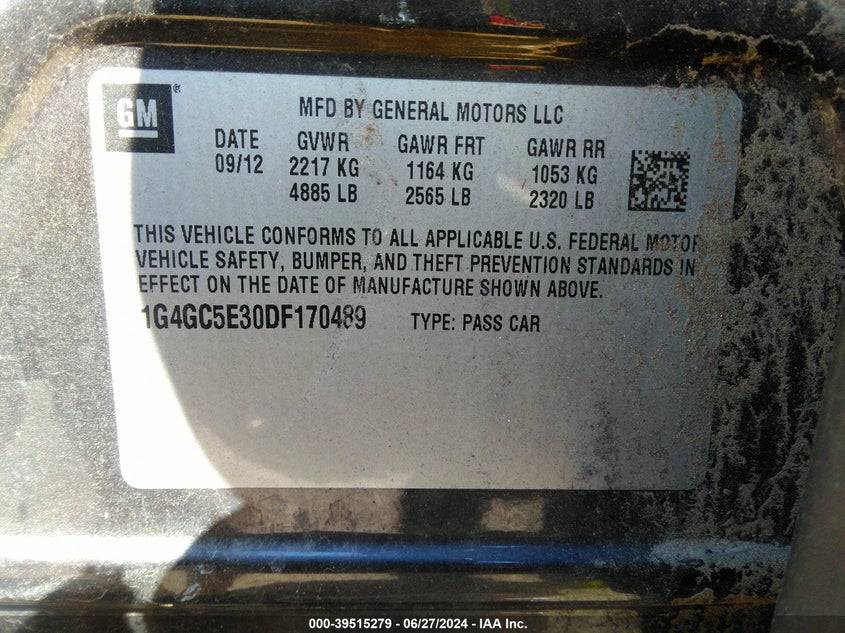 GM ®
MFD BY GENERAL MOTORS LLC
DATE GVWR GAWR FRT GAWR RR
09/12 2217 KG 1164 KG 1053 KG
4885 LB 2565 LB 2320 LB
THIS VEHICLE CONFORMS TO ALL APPLICABLE U.S. FEDERAL MOTOR
VEHICLE SAFETY, BUMPER, AND THEFT PREVENTION STANDARDS IN
EFFECT ON THE DATE OF MANUFACTURE SHOWN ABOVE.
1G4GC5E30DF170489 TYPE: PASS CAR
000-39515279 - 06/27/2024 - IAA Inc.